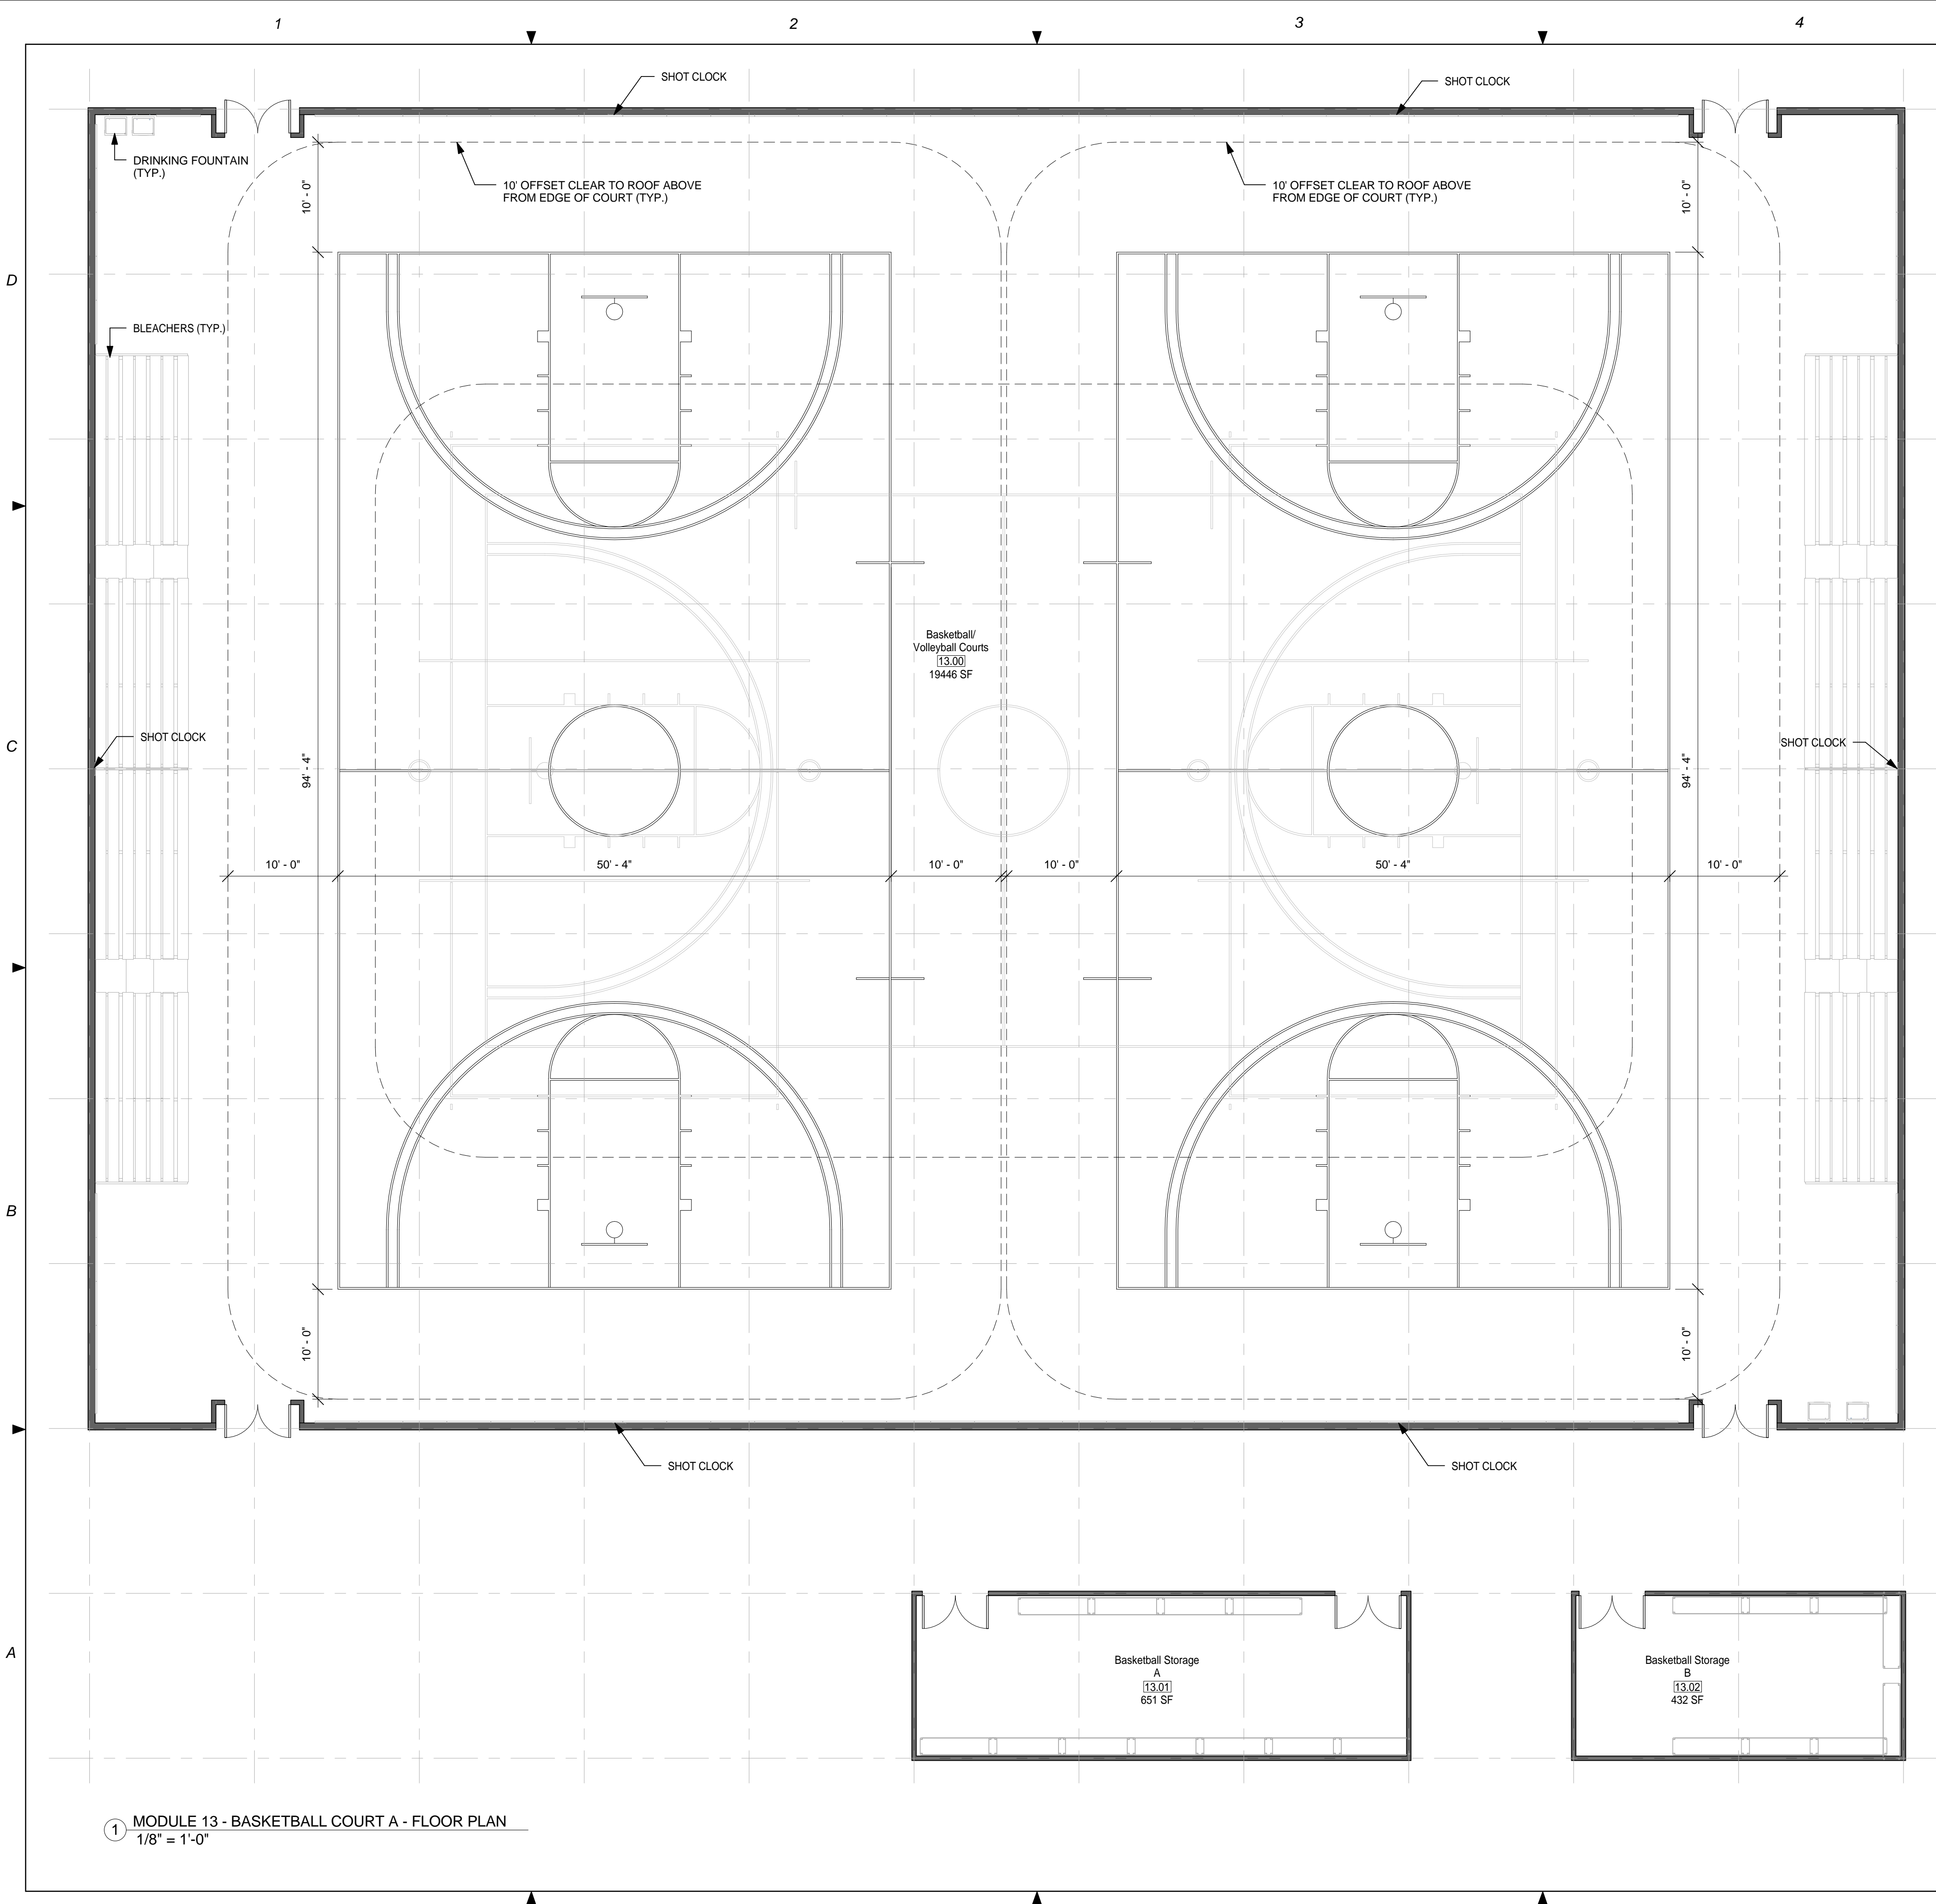 1
2
3
4
SHOT CLOCK
SHOT CLOCK
DRINKING FOUNTAIN
(TYP.)
10' OFFSET CLEAR TO ROOF ABOVE
FROM EDGE OF COURT (TYP.)
10' OFFSET CLEAR TO ROOF ABOVE
FROM EDGE OF COURT (TYP.)
10' - 0"
10' - 0"
D
BLEACHERS (TYP.)
Basketball/
Volleyball Courts
13.00
19446 SF
SHOT CLOCK
SHOT CLOCK
C
94' - 4"
94' - 4"
10' - 0"
50' - 4"
10' - 0"
10' - 0"
50' - 4"
10' - 0"
B
10' - 0"
10' - 0"
SHOT CLOCK
SHOT CLOCK
A
Basketball Storage
A
13.01
651 SF
Basketball Storage
B
13.02
432 SF
1
MODULE 13 - BASKETBALL COURT A - FLOOR PLAN
1/8" = 1'-0"